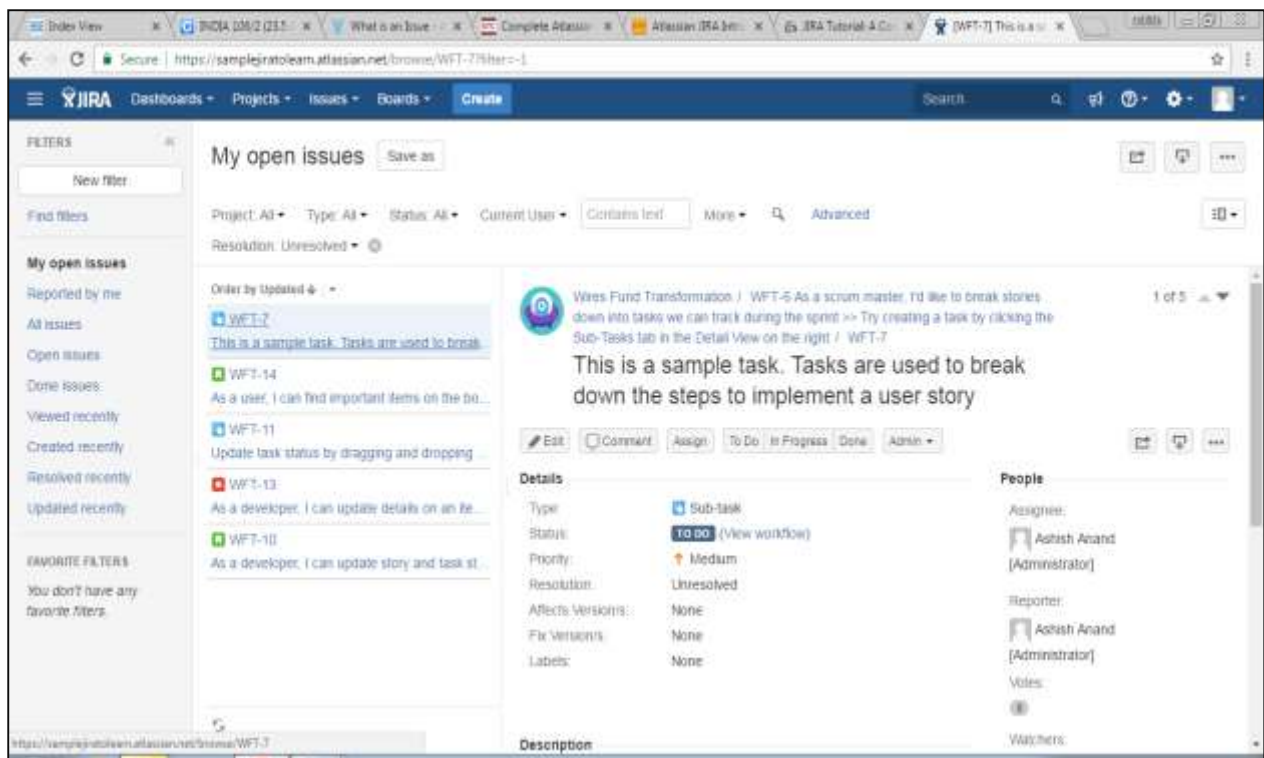 Index View
INDIA 108/2 (23.5
What is an Issue -
Complete Atlassian
Atlassian JIRA Intr
JIRA Tutorial: A Co
[WFT-7] This is a s
Secure | https://samplejiratolearn.atlassian.net/browse/WFT-7?filter=-1
JIRA Dashboards Projects Issues Boards Create Search
FILTERS
New filter
Find filters
My open issues
Reported by me
All issues
Open issues
Done issues
Viewed recently
Created recently
Resolved recently
Updated recently
FAVORITE FILTERS
You don't have any
favorite filters.
My open issues Save as
Project: All Type: All Status: All Current User Contains text More Advanced
Resolution: Unresolved
Order by Updated
WFT-7
This is a sample task. Tasks are used to break
WFT-14
As a user, I can find important items on the bo...
WFT-11
Update task status by dragging and dropping ...
WFT-13
As a developer, I can update details on an ite...
WFT-10
As a developer, I can update story and task st...
Wires Fund Transformation / WFT-6 As a scrum master, I'd like to break stories
down into tasks we can track during the sprint >> Try creating a task by clicking the
Sub-Tasks tab in the Detail View on the right / WFT-7
1 of 5
This is a sample task. Tasks are used to break
down the steps to implement a user story
Edit Comment Assign To Do In Progress Done Admin
Details
Type: Sub-task
Status: TO DO (View workflow)
Priority: Medium
Resolution: Unresolved
Affects Version/s: None
Fix Version/s: None
Labels: None
Description
People
Assignee:
Ashish Anand
[Administrator]
Reporter:
Ashish Anand
[Administrator]
Votes:
0
Watchers:
https://samplejiratolearn.atlassian.net/browse/WFT-7